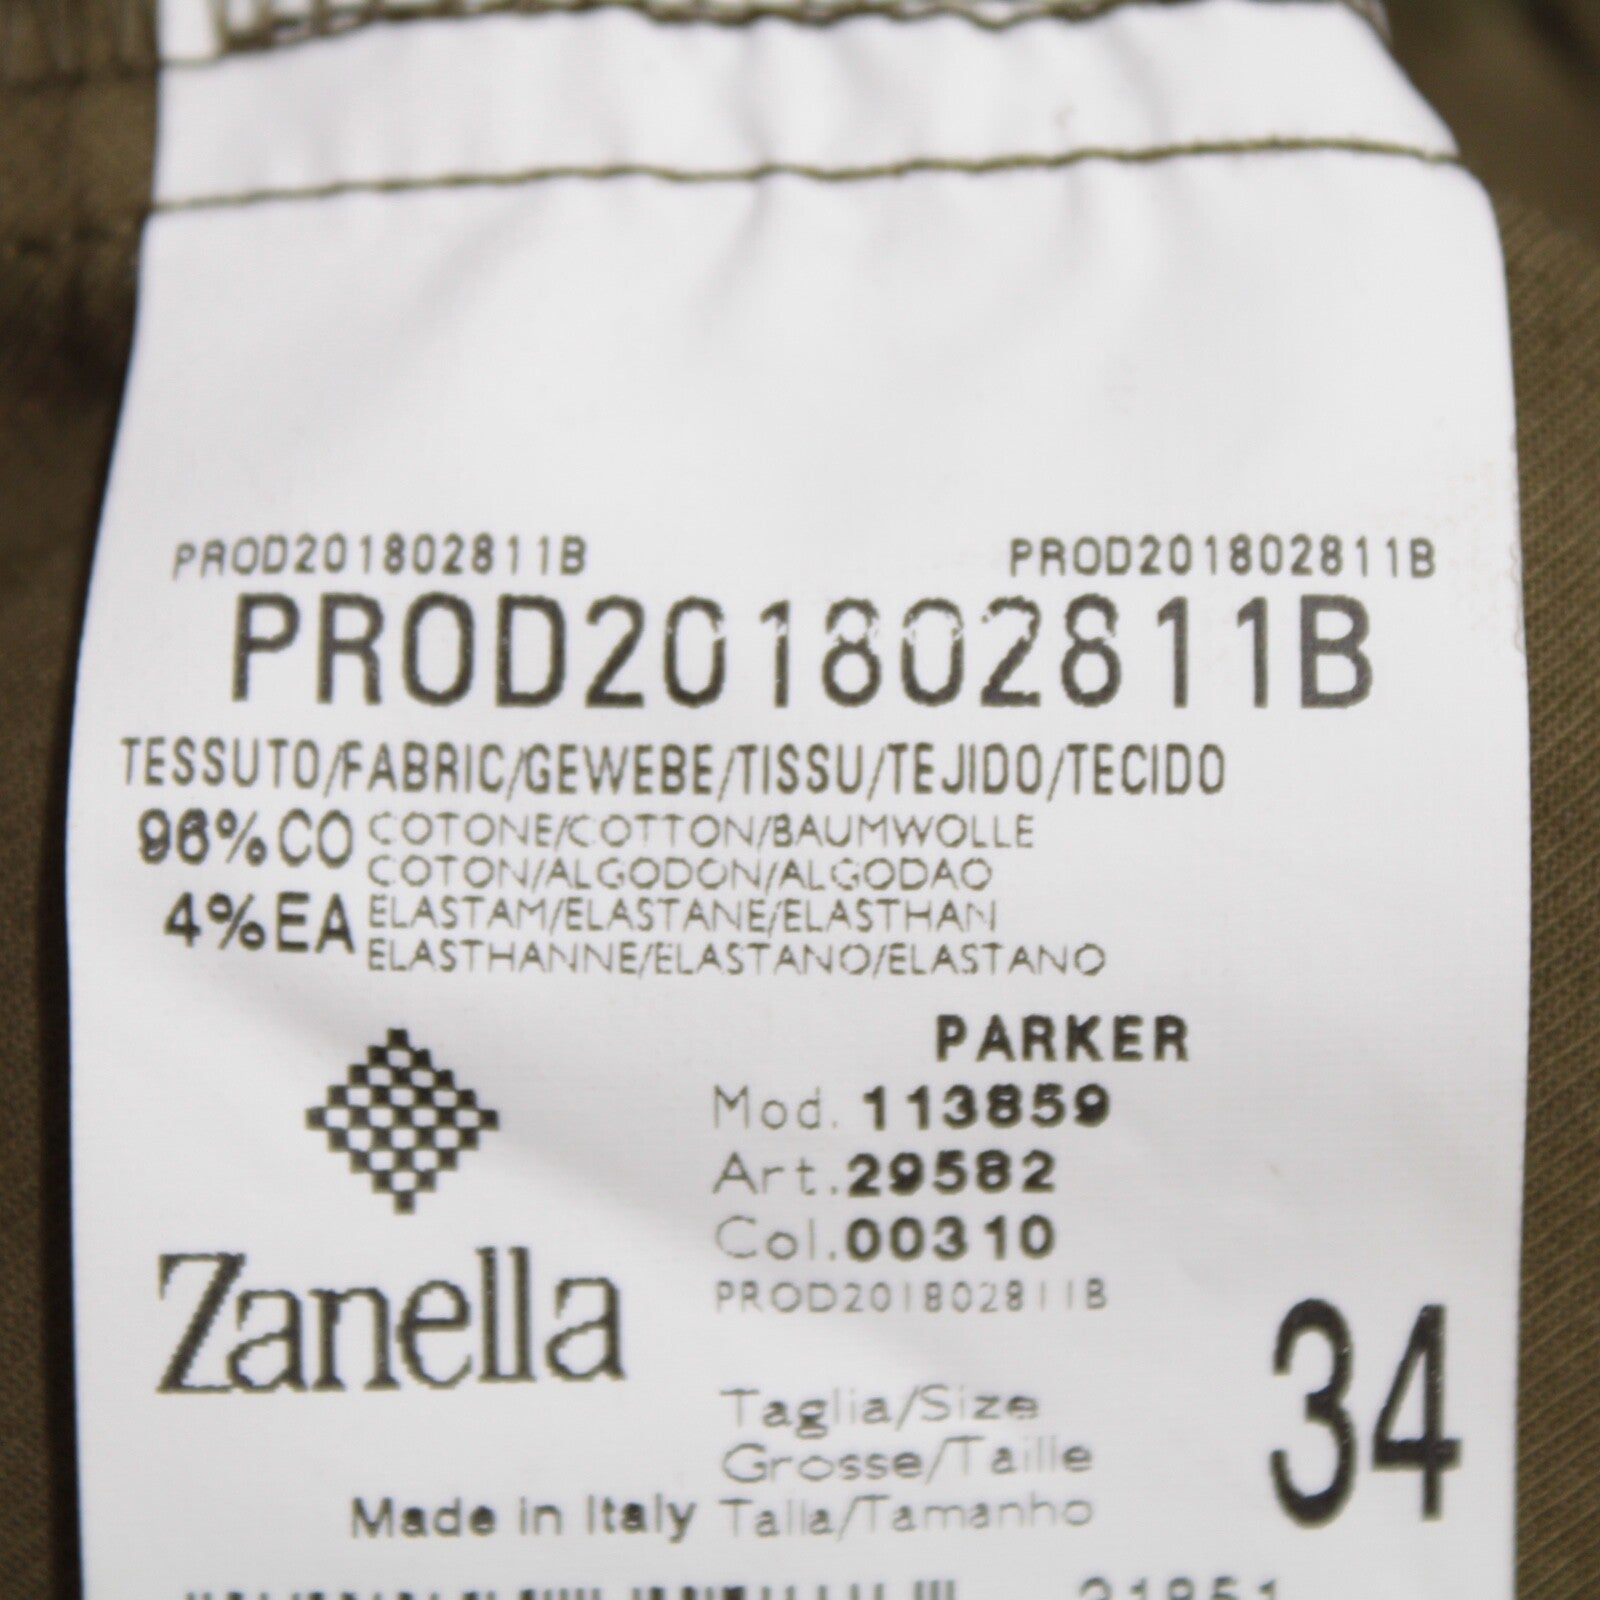 PROD201802811B PROD201802811B
PROD201802811B
TESSUTO/FABRIC/GEWEBE/TISSU/TEJIDO/TECIDO
96%CO COTONE/COTTON/BAUMWOLLE
COTON/ALGODON/ALGODAO
4%EA ELASTAM/ELASTANE/ELASTHAN
ELASTHANNE/ELASTANO/ELASTANO
PARKER
Mod. 113859
Art. 29582
Col. 00310
PROD201802811B
Zanella
Taglia/Size
Grosse/Taille
Talla/Tamanho
34
Made in Italy